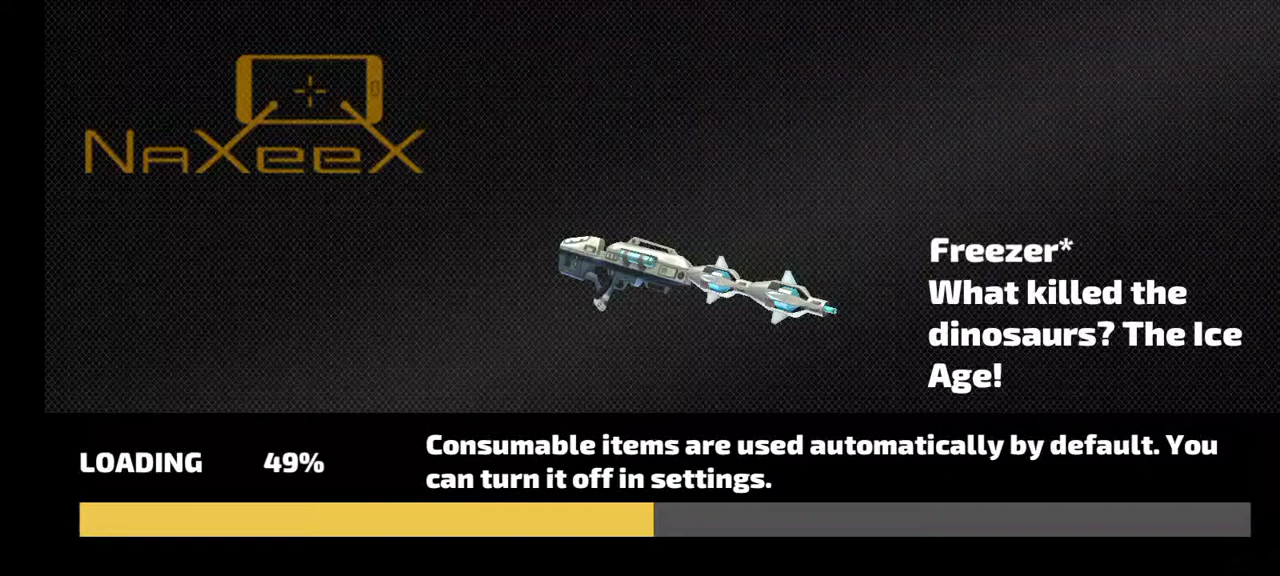 NaXeeX
Freezer*
What killed the
dinosaurs? The Ice
Age!
LOADING 49%
Consumable items are used automatically by default. You
can turn it off in settings.